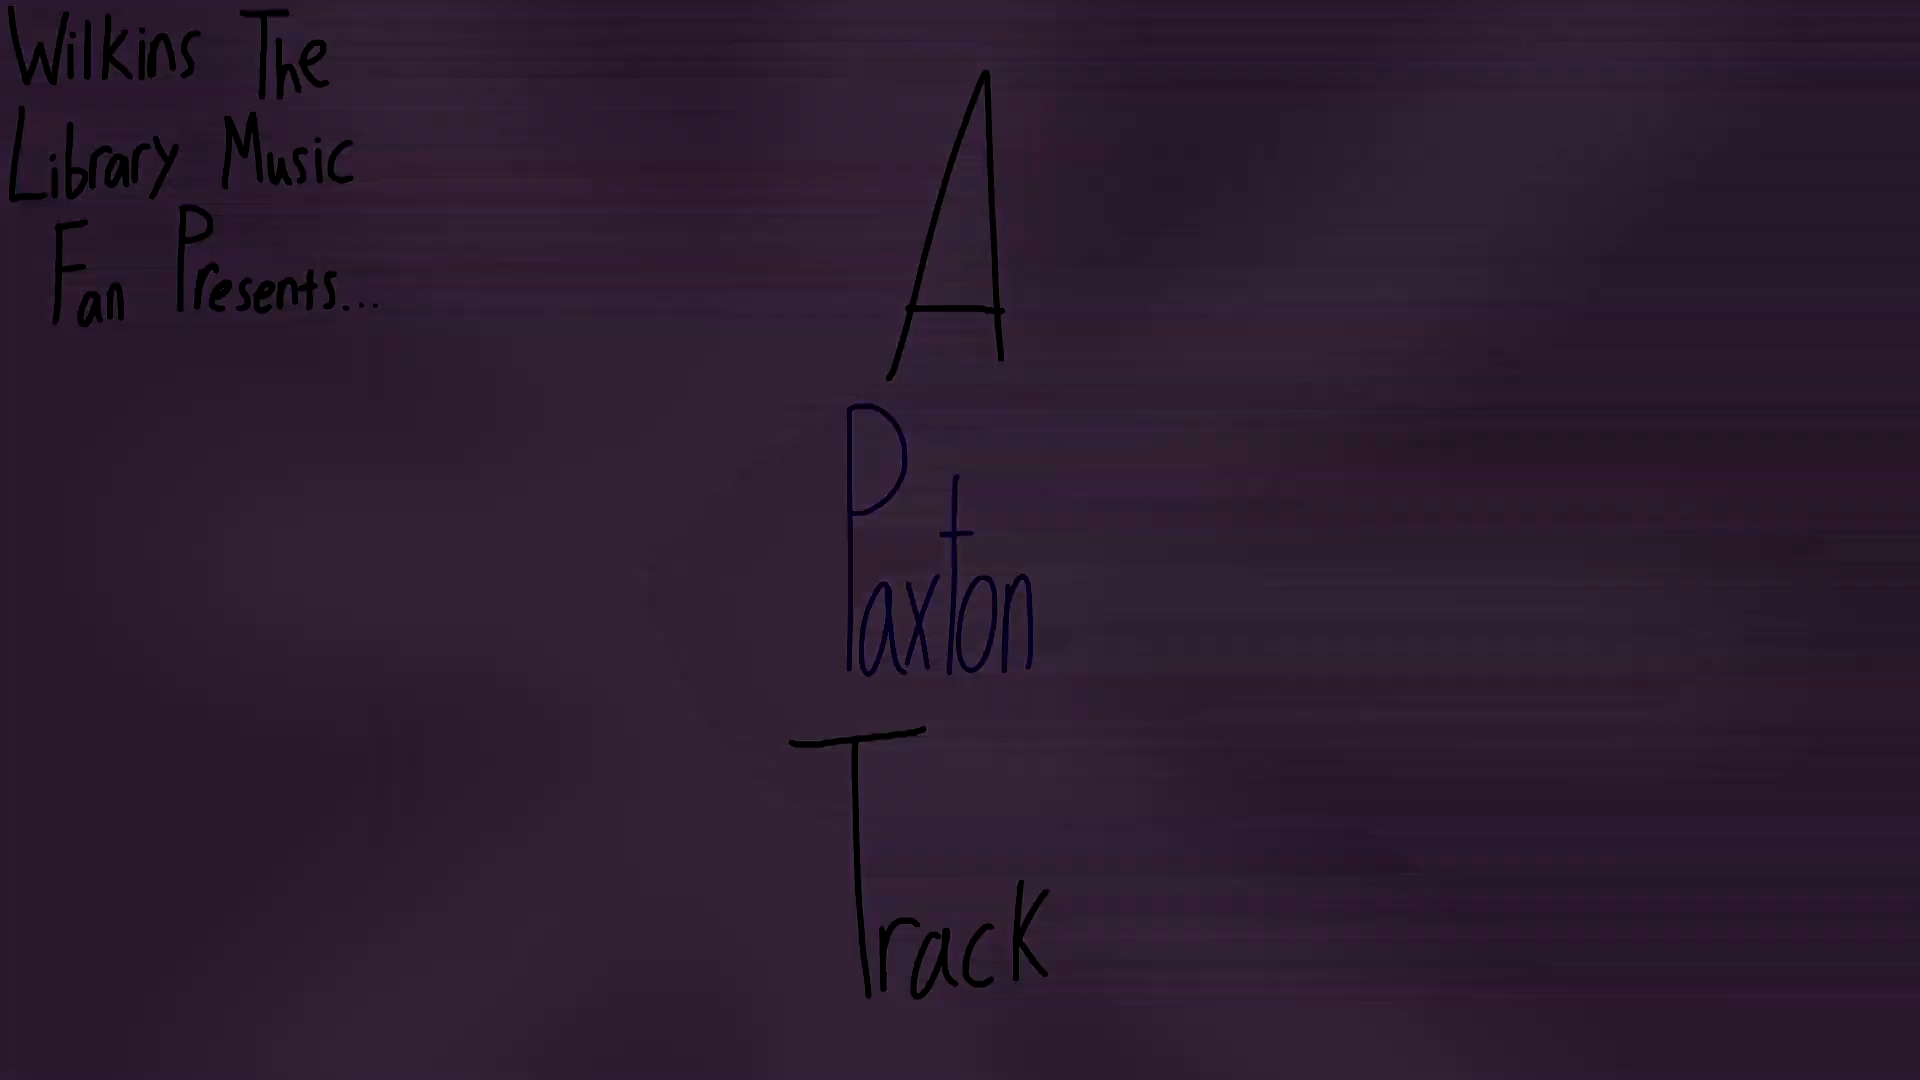 Wilkins The
Library Music
Fan Presents...
A
Paxton
Track